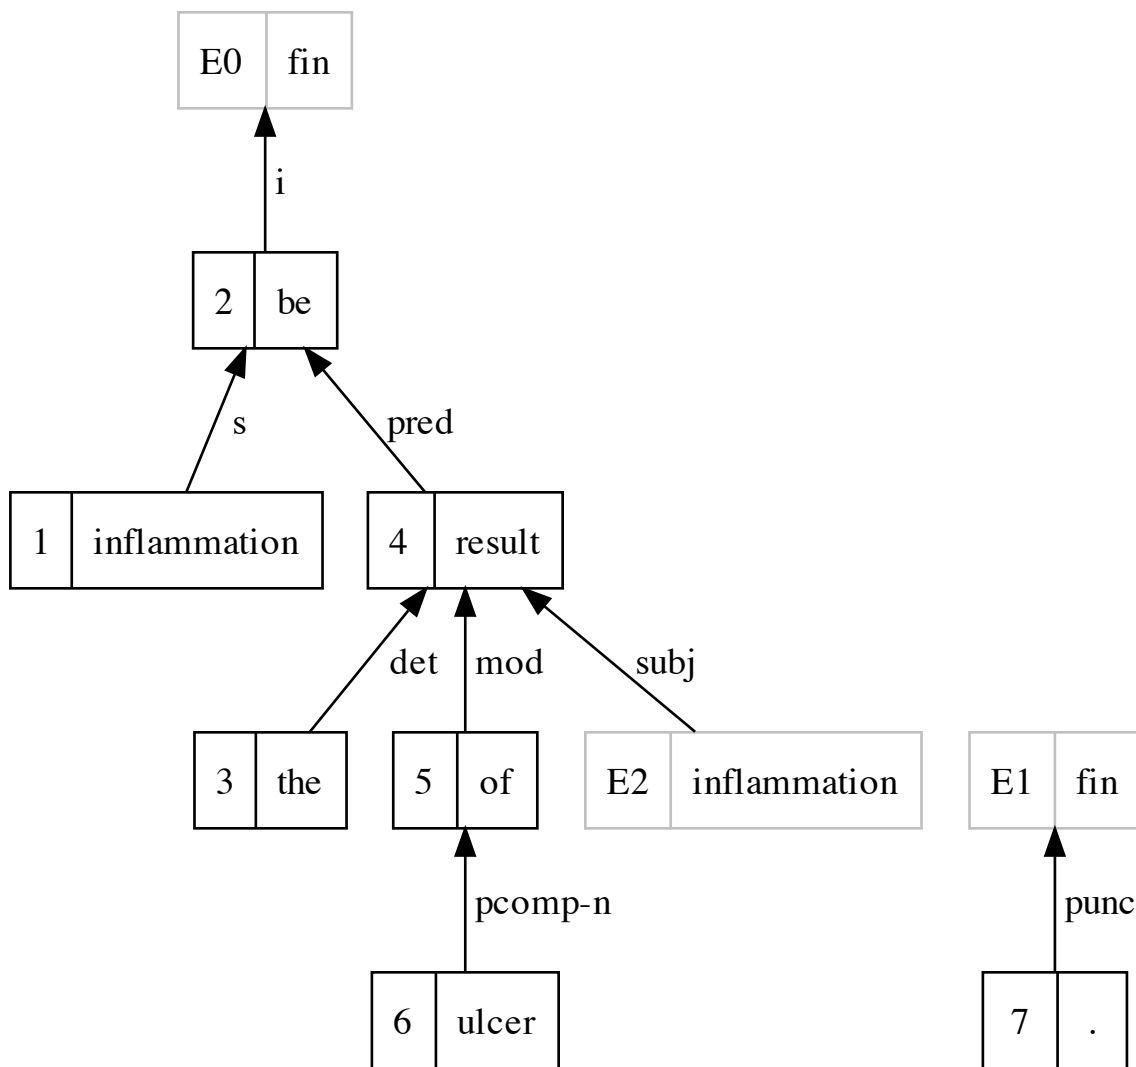 E0 fin
i
2 be
s pred
1 inflammation 4 result
det mod subj
3 the 5 of E2 inflammation E1 fin
pcomp-n punc
6 ulcer 7 .